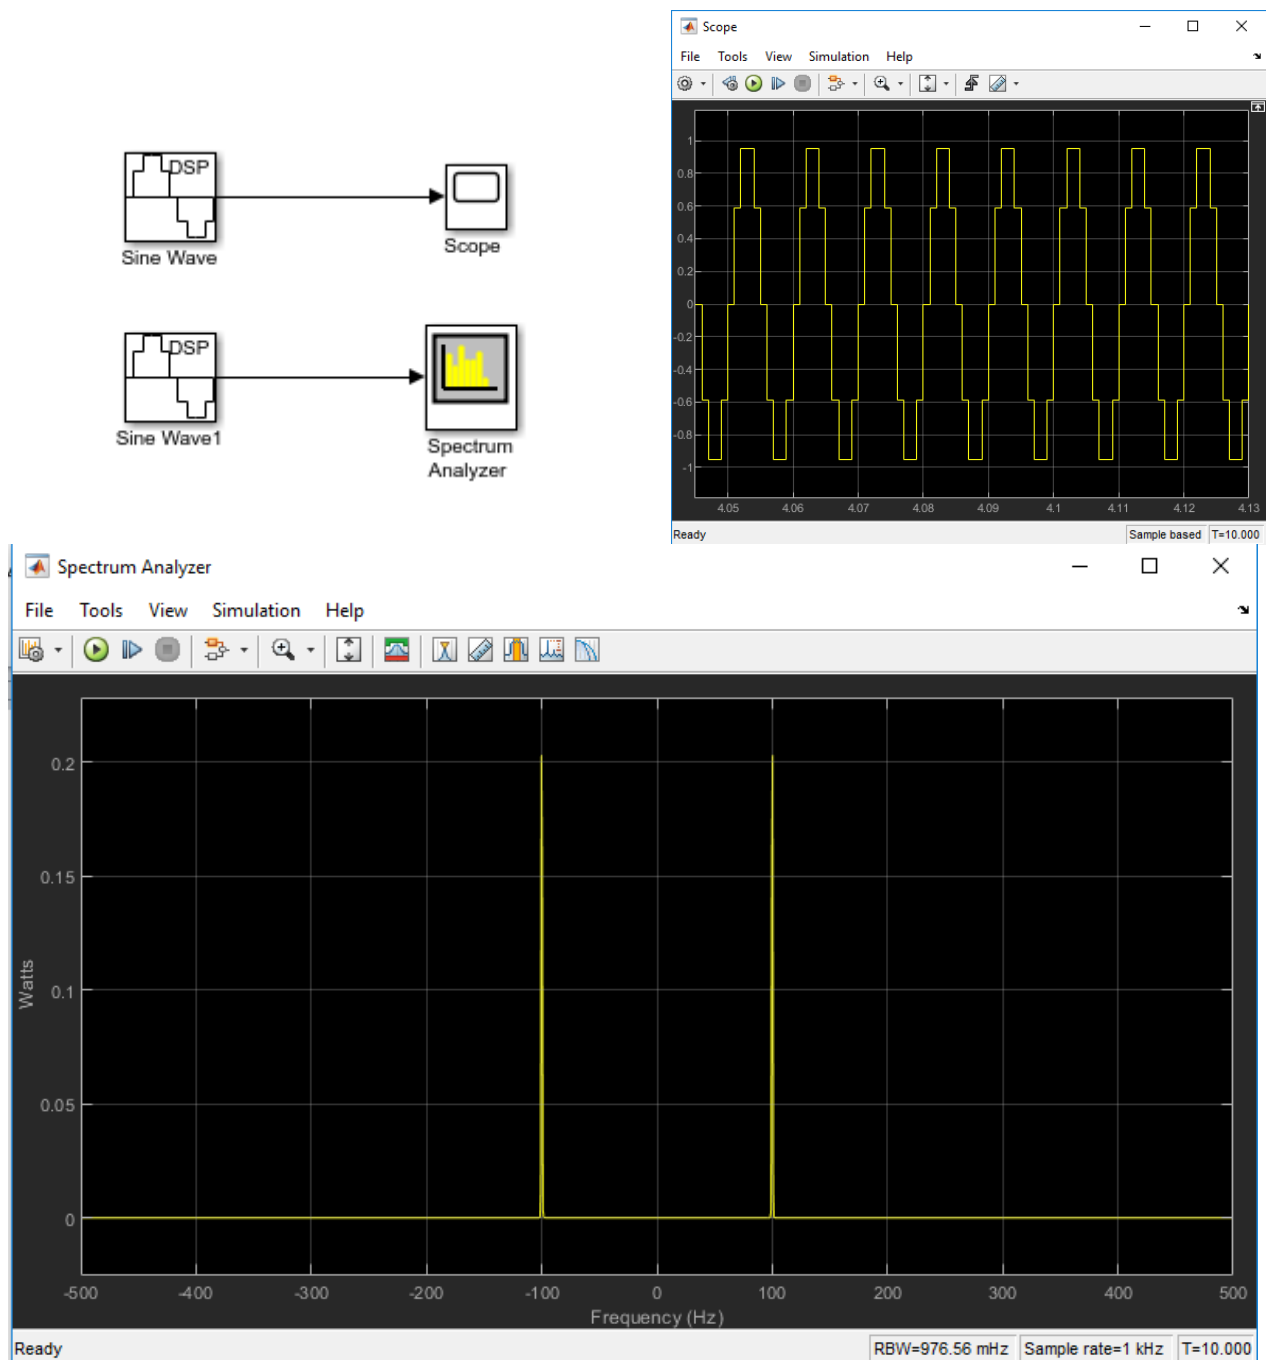 DSP
Sine Wave
Scope
DSP
Sine Wave1
Spectrum
Analyzer
Scope
File Tools View Simulation Help
1
0.8
0.6
0.4
0.2
0
-0.2
-0.4
-0.6
-0.8
-1
4.05 4.06 4.07 4.08 4.09 4.1 4.11 4.12 4.13
Ready Sample based T=10.000
Spectrum Analyzer
File Tools View Simulation Help
0.2
0.15
0.1
0.05
0
Watts
-500 -400 -300 -200 -100 0 100 200 300 400 500
Frequency (Hz)
Ready RBW=976.56 mHz Sample rate=1 kHz T=10.000